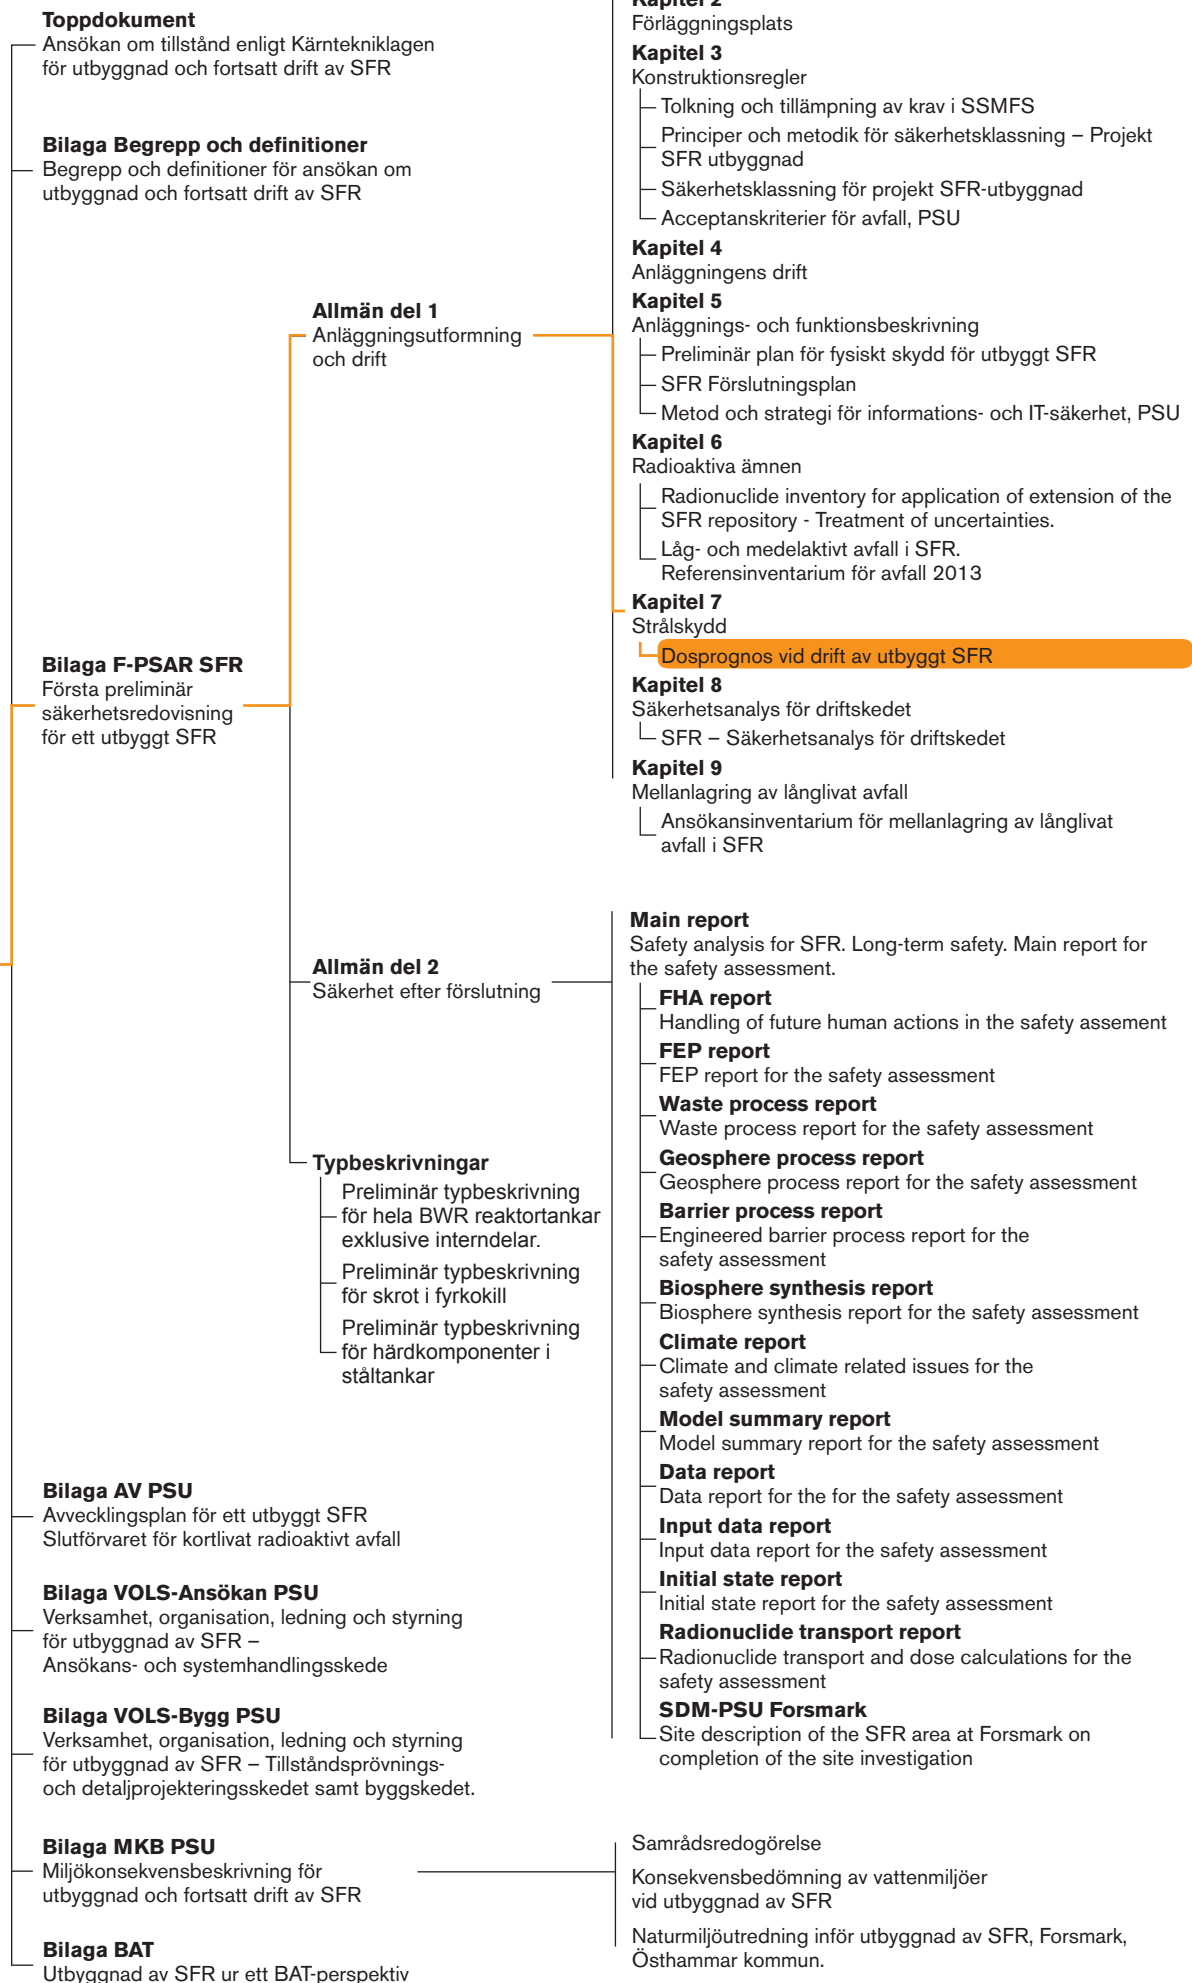 Toppdokument
Ansökan om tillstånd enligt Kärntekniklagen
för utbyggnad och fortsatt drift av SFR
Bilaga Begrepp och definitioner
Begrepp och definitioner för ansökan om
utbyggnad och fortsatt drift av SFR
Bilaga F-PSAR SFR
Första preliminär
säkerhetsredovisning
för ett utbyggt SFR
Allmän del 1
Anläggningsutformning
och drift
Kapitel 2
Förläggningsplats
Kapitel 3
Konstruktionsregler
Tolkning och tillämpning av krav i SSMFS
Principer och metodik för säkerhetsklassning – Projekt
SFR utbyggnad
Säkerhetsklassning för projekt SFR-utbyggnad
Acceptanskriterier för avfall, PSU
Kapitel 4
Anläggningens drift
Kapitel 5
Anläggnings- och funktionsbeskrivning
Preliminär plan för fysiskt skydd för utbyggt SFR
SFR Förslutningsplan
Metod och strategi för informations- och IT-säkerhet, PSU
Kapitel 6
Radioaktiva ämnen
Radionuclide inventory for application of extension of the
SFR repository - Treatment of uncertainties.
Låg- och medelaktivt avfall i SFR.
Referensinventarium för avfall 2013
Kapitel 7
Strålskydd
Dosprognos vid drift av utbyggt SFR
Kapitel 8
Säkerhetsanalys för driftskedet
SFR – Säkerhetsanalys för driftskedet
Kapitel 9
Mellanlagring av långlivat avfall
Ansökansinventarium för mellanlagring av långlivat
avfall i SFR
Allmän del 2
Säkerhet efter förslutning
Main report
Safety analysis for SFR. Long-term safety. Main report for
the safety assessment.
FHA report
Handling of future human actions in the safety assement
FEP report
FEP report for the safety assessment
Waste process report
Waste process report for the safety assessment
Geosphere process report
Geosphere process report for the safety assessment
Barrier process report
Engineered barrier process report for the
safety assessment
Biosphere synthesis report
Biosphere synthesis report for the safety assessment
Climate report
Climate and climate related issues for the
safety assessment
Model summary report
Model summary report for the safety assessment
Data report
Data report for the for the safety assessment
Input data report
Input data report for the safety assessment
Initial state report
Initial state report for the safety assessment
Radionuclide transport report
Radionuclide transport and dose calculations for the
safety assessment
SDM-PSU Forsmark
Site description of the SFR area at Forsmark on
completion of the site investigation
Typbeskrivningar
Preliminär typbeskrivning
för hela BWR reaktortankar
exklusive interndelar.
Preliminär typbeskrivning
för skrot i fyrkokill
Preliminär typbeskrivning
för härdkomponenter i
ståltankar
Bilaga AV PSU
Avvecklingsplan för ett utbyggt SFR
Slutförvaret för kortlivat radioaktivt avfall
Bilaga VOLS-Ansökan PSU
Verksamhet, organisation, ledning och styrning
för utbyggnad av SFR –
Ansökans- och systemhandlingsskede
Bilaga VOLS-Bygg PSU
Verksamhet, organisation, ledning och styrning
för utbyggnad av SFR – Tillståndsprövnings-
och detaljprojekteringsskedet samt byggskedet.
Bilaga MKB PSU
Miljökonsekvensbeskrivning för
utbyggnad och fortsatt drift av SFR
Samrådsredogörelse
Konsekvensbedömning av vattenmiljöer
vid utbyggnad av SFR
Naturmiljöutredning inför utbyggnad av SFR, Forsmark,
Östhammar kommun.
Bilaga BAT
Utbyggnad av SFR ur ett BAT-perspektiv